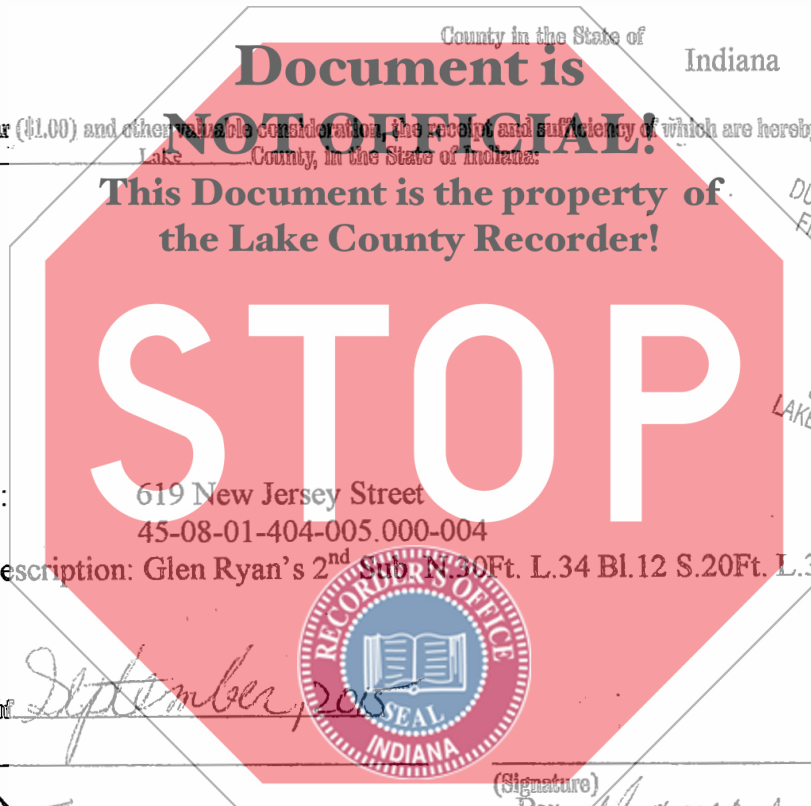 County in the State of
Indiana
Document is
NOT OFFICIAL!
r ($1.00) and other valuable consideration, the receipt and sufficiency of which are hereby
Lake County, in the State of Indiana:
This Document is the property of
the Lake County Recorder!
LAKE
STOP
: 619 New Jersey Street
45-08-01-404-005.000-004
escription: Glen Ryan's 2nd Sub. N.30Ft. L.34 Bl.12 S.20Ft. L.3
RECORDER'S OFFICE
of September, 2015
SEAL
INDIANA
(Signature)